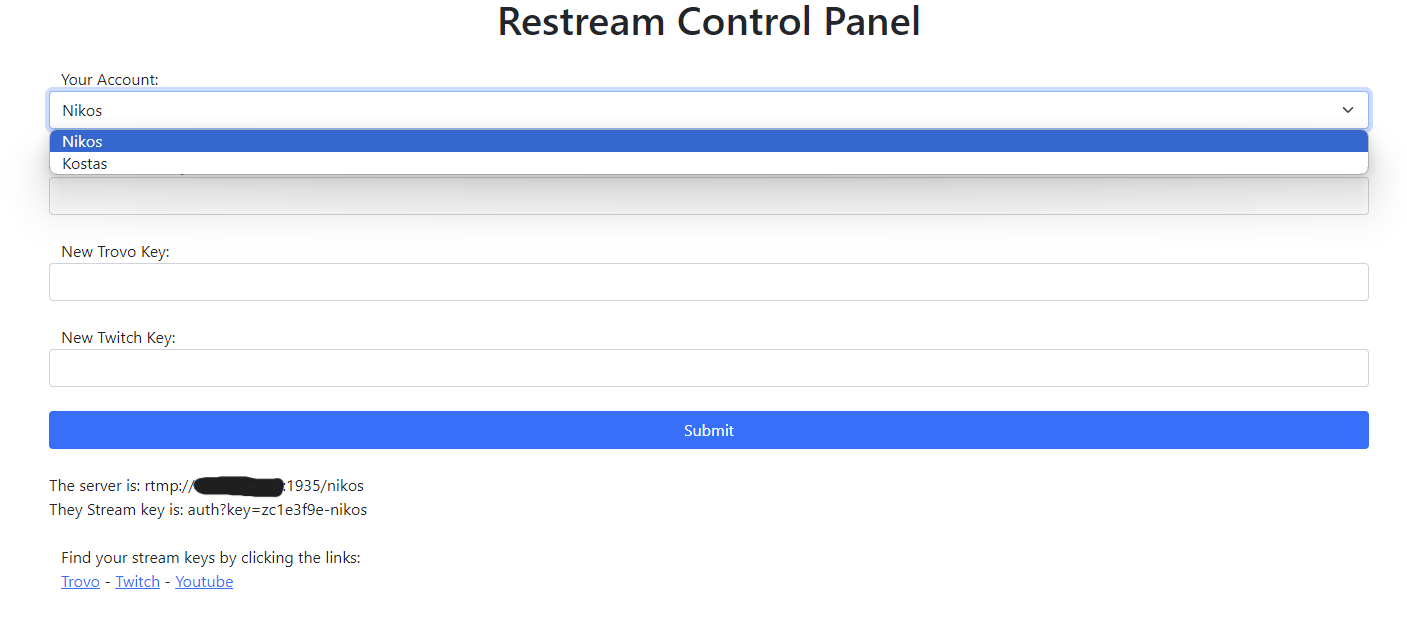 Restream Control Panel
Your Account:
Nikos
Nikos
Kostas
New Trovo Key:
New Twitch Key:
Submit
The server is: rtmp:// :1935/nikos
They Stream key is: auth?key=zc1e3f9e-nikos
Find your stream keys by clicking the links:
Trovo - Twitch - Youtube